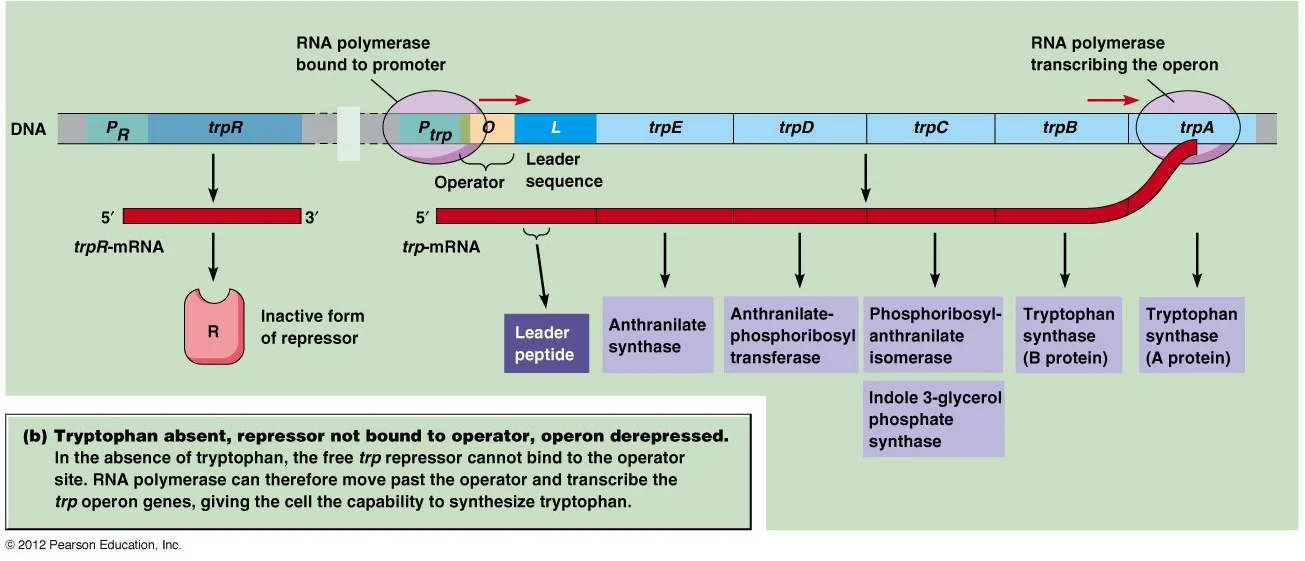 RNA polymerase
bound to promoter
RNA polymerase
transcribing the operon
DNA
PR
trpR
Ptrp
O
L
trpE
trpD
trpC
trpB
trpA
Operator
Leader
sequence
5′
3′
trpR-mRNA
5′
trp-mRNA
R
Inactive form
of repressor
Leader
peptide
Anthranilate
synthase
Anthranilate-
phosphoribosyl
transferase
Phosphoribosyl-
anthranilate
isomerase
Indole 3-glycerol
phosphate
synthase
Tryptophan
synthase
(B protein)
Tryptophan
synthase
(A protein)
(b) Tryptophan absent, repressor not bound to operator, operon derepressed.
In the absence of tryptophan, the free trp repressor cannot bind to the operator
site. RNA polymerase can therefore move past the operator and transcribe the
trp operon genes, giving the cell the capability to synthesize tryptophan.
© 2012 Pearson Education, Inc.